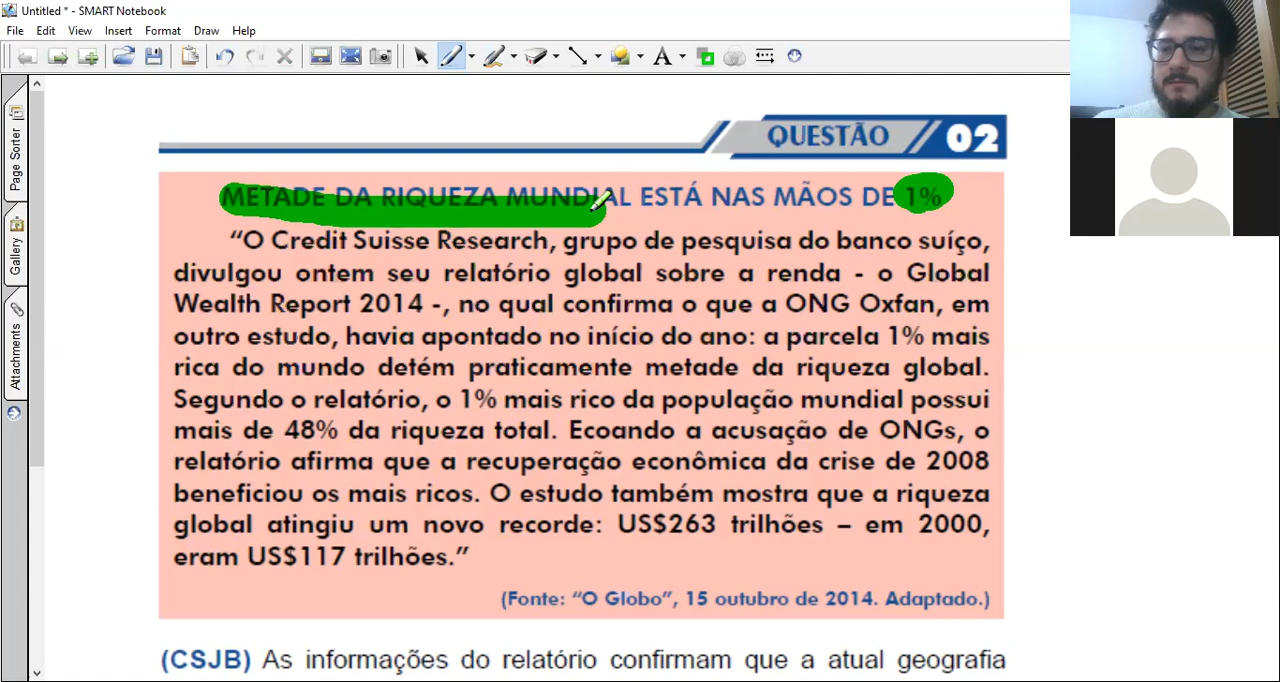 Untitled * - SMART Notebook
File Edit View Insert Format Draw Help
Page Sorter
Gallery
Attachments
QUESTÃO 02
METADE DA RIQUEZA MUNDIAL ESTÁ NAS MÃOS DE 1%
“O Credit Suisse Research, grupo de pesquisa do banco suíço,
divulgou ontem seu relatório global sobre a renda - o Global
Wealth Report 2014 -, no qual confirma o que a ONG Oxfan, em
outro estudo, havia apontado no início do ano: a parcela 1% mais
rica do mundo detém praticamente metade da riqueza global.
Segundo o relatório, o 1% mais rico da população mundial possui
mais de 48% da riqueza total. Ecoando a acusação de ONGs, o
relatório afirma que a recuperação econômica da crise de 2008
beneficiou os mais ricos. O estudo também mostra que a riqueza
global atingiu um novo recorde: US$263 trilhões – em 2000,
eram US$117 trilhões.”
(Fonte: “O Globo”, 15 outubro de 2014. Adaptado.)
(CSJB) As informações do relatório confirmam que a atual geografia